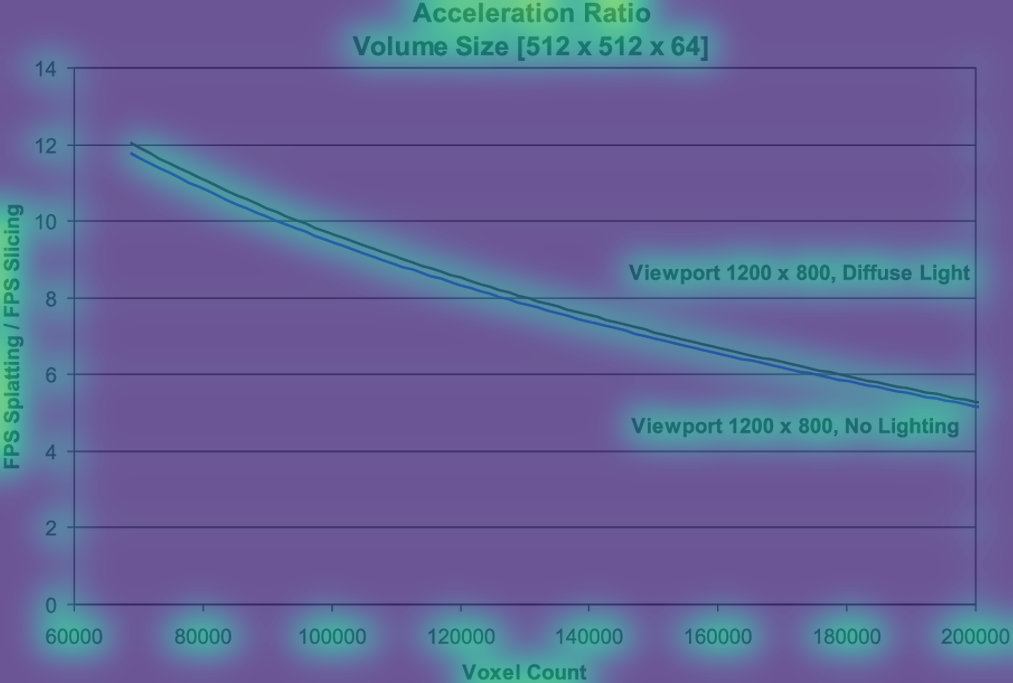 Acceleration Ratio
Volume Size [512 x 512 x 64]
FPS Splatting / FPS Slicing
14
12
10
8
6
4
2
0
Viewport 1200 x 800, Diffuse Light
Viewport 1200 x 800, No Lighting
60000 80000 100000 120000 140000 160000 180000 200000
Voxel Count